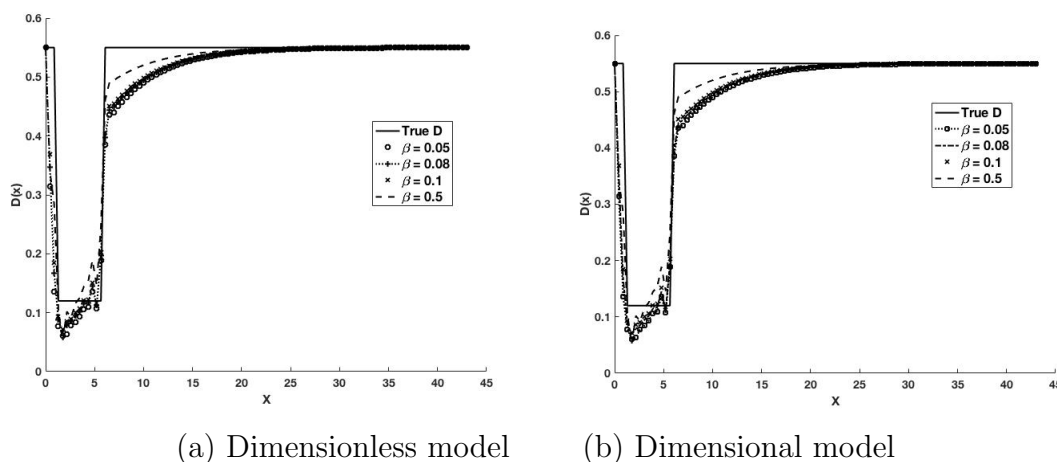 0.6
0.5
0.4
0.3
0.2
0.1
0
D(x)
0 5 10 15 20 25 30 35 40 45
X
True D
β = 0.05
β = 0.08
β = 0.1
β = 0.5
0.6
0.5
0.4
0.3
0.2
0.1
0
D(x)
0 5 10 15 20 25 30 35 40 45
X
True D
β = 0.05
β = 0.08
β = 0.1
β = 0.5
(a) Dimensionless model (b) Dimensional model